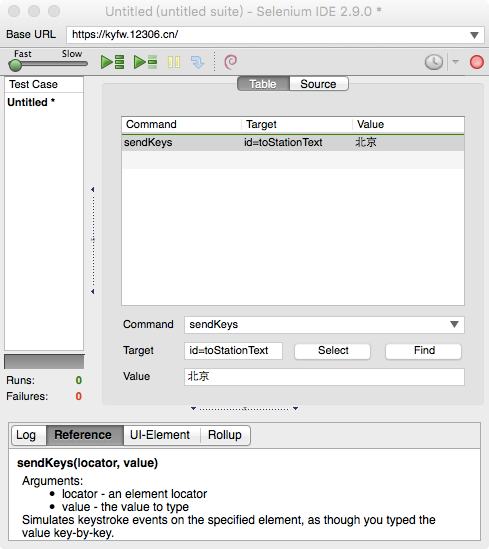 Untitled (untitled suite) - Selenium IDE 2.9.0 *
Base URL https://kyfw.12306.cn/
Fast Slow
Test Case
Untitled *
Table Source
Command Target Value
sendKeys id=toStationText 北京
Command sendKeys
Target id=toStationText Select Find
Value 北京
Runs: 0
Failures: 0
Log Reference UI-Element Rollup
sendKeys(locator, value)
Arguments:
• locator - an element locator
• value - the value to type
Simulates keystroke events on the specified element, as though you typed the
value key-by-key.